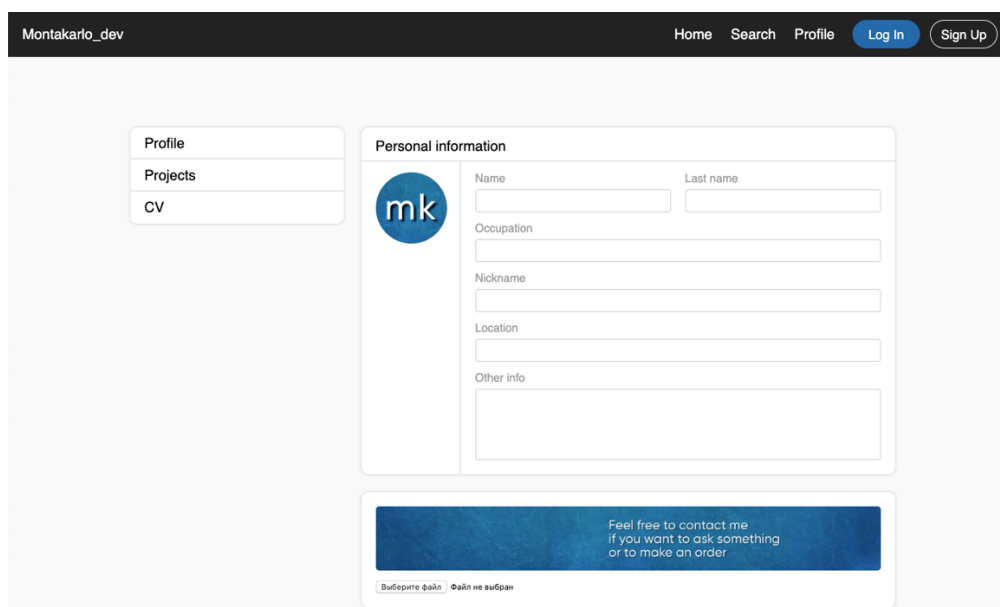 Montakarlo_dev Home Search Profile Log In Sign Up
Profile
Projects
CV
Personal information
mk
Name Last name
Occupation
Nickname
Location
Other info
Feel free to contact me
if you want to ask something
or to make an order
Выберите файл Файл не выбран